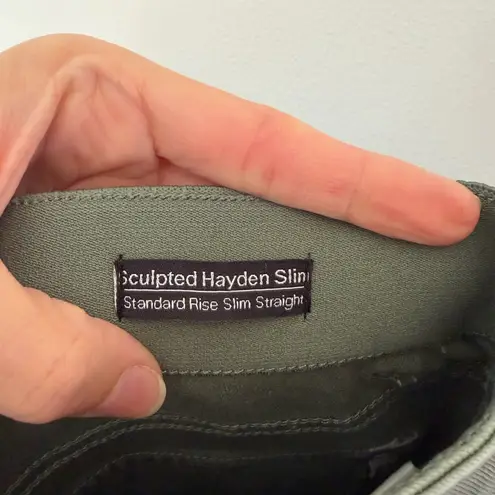 Sculpted Hayden Slim
Standard Rise Slim Straight